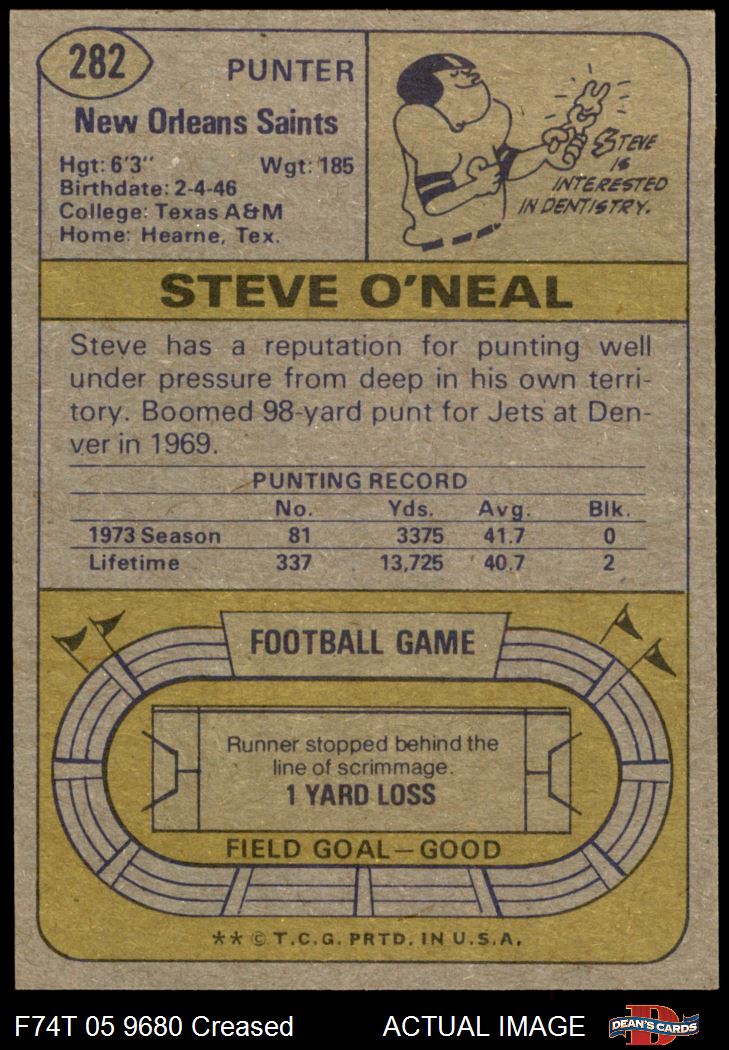 282
PUNTER
New Orleans Saints
Hgt: 6'3" Wgt: 185
Birthdate: 2-4-46
College: Texas A&M
Home: Hearne, Tex.
STEVE
IS
INTERESTED
IN DENTISTRY.
STEVE O'NEAL
Steve has a reputation for punting well
under pressure from deep in his own terri-
tory. Boomed 98-yard punt for Jets at Den-
ver in 1969.
PUNTING RECORD
No. Yds. Avg. Blk.
1973 Season 81 3375 41.7 0
Lifetime 337 13,725 40.7 2
FOOTBALL GAME
Runner stopped behind the
line of scrimmage.
1 YARD LOSS
FIELD GOAL—GOOD
** © T.C.G. PRTD. IN U.S.A.
F74T 05 9680 Creased ACTUAL IMAGE
D
DEAN'S CARDS